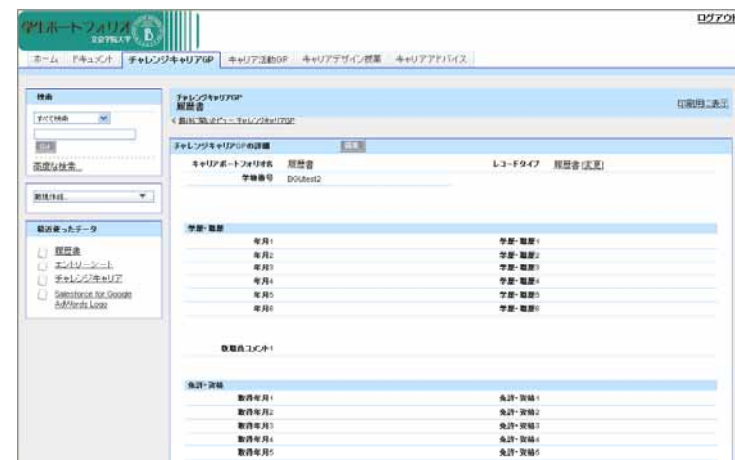 学生ポートフォリオ
ログアウト
ホーム ドキュメント チャレンジキャリアGP キャリア活動GP キャリアデザイン授業 キャリアアドバイス
検索
すべて検索
Go!
高度な検索...
新規作成...
最近使ったデータ
履歴書
エントリーシート
チャレンジキャリア
Salesforce for Google
AdWords Logo
チャレンジキャリアGP
履歴書
印刷用に表示
チャレンジキャリアGPの詳細
編集
キャリアポートフォリオ名 履歴書 レコードタイプ 履歴書 [変更]
学籍番号 DGUtest2
学歴・職歴
年月1 学歴・職歴1
年月2 学歴・職歴2
年月3 学歴・職歴3
年月4 学歴・職歴4
年月5 学歴・職歴5
年月6 学歴・職歴6
教職員コメント1
免許・資格
取得年月1 免許・資格1
取得年月2 免許・資格2
取得年月3 免許・資格3
取得年月4 免許・資格4
取得年月5 免許・資格5